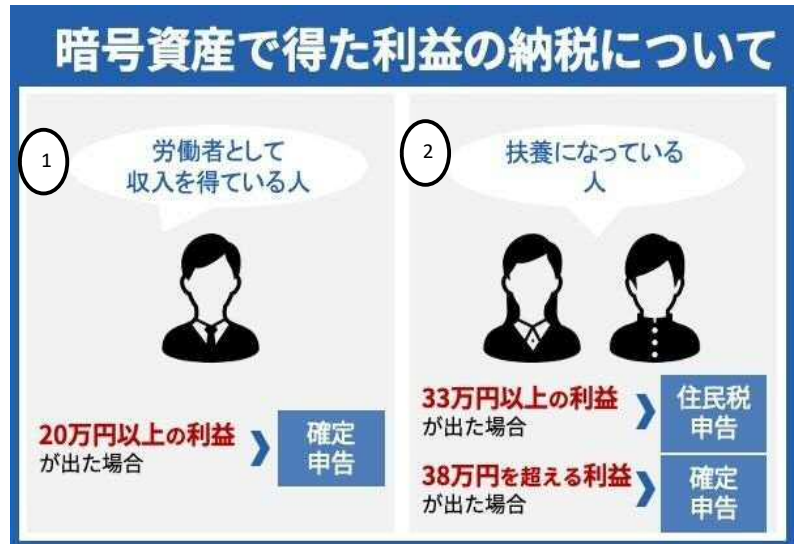 暗号資産で得た利益の納税について
1
労働者として
収入を得ている人
20万円以上の利益
が出た場合
確定
申告
2
扶養になっている
人
33万円以上の利益
が出た場合
住民税
申告
38万円を超える利益
が出た場合
確定
申告